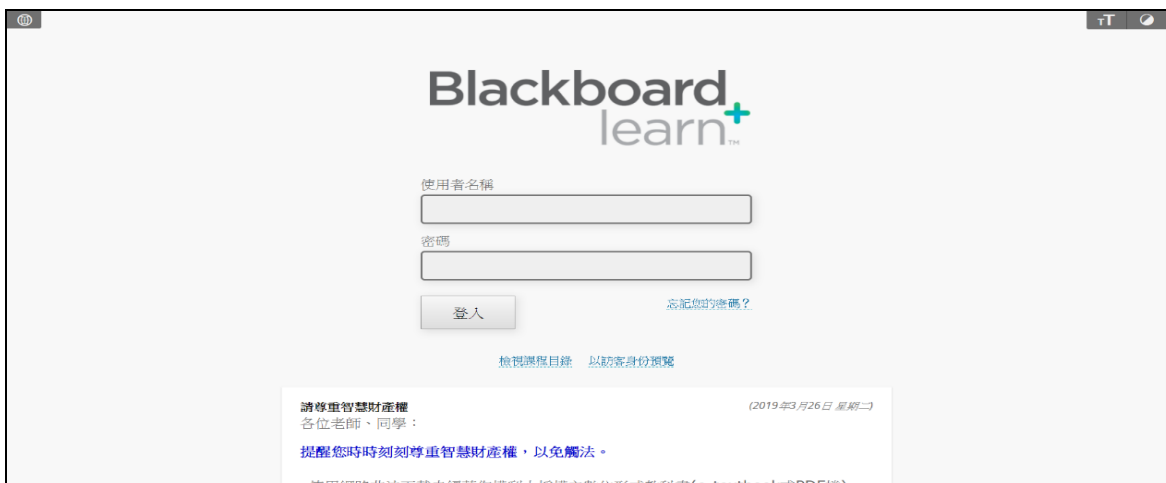 TT
Blackboard
learn™
使用者名稱
密碼
登入
忘記您的密碼？
檢視課程目錄 以訪客身份預覽
請尊重智慧財產權 (2019年3月26日 星期二)
各位老師、同學：
提醒您時時刻刻尊重智慧財產權，以免觸法。